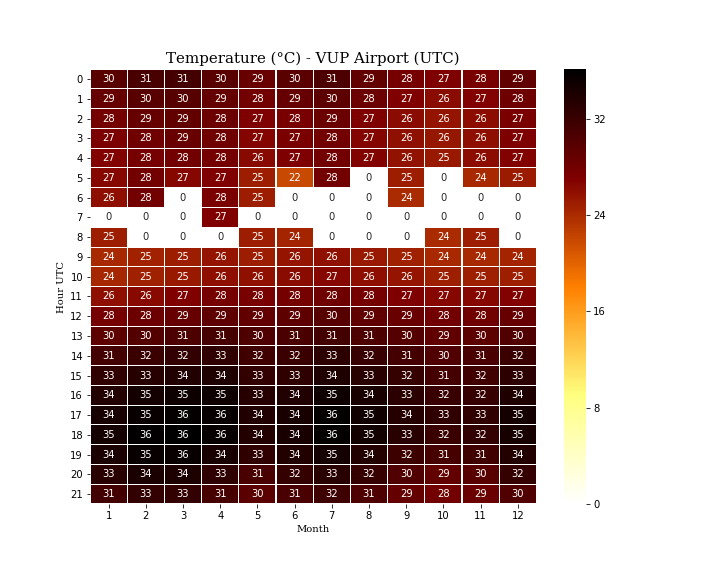 Temperature (°C) - VUP Airport (UTC)
0 30 31 31 30 29 30 31 29 28 27 28 29
1 29 30 30 29 28 29 30 28 27 26 27 28
2 28 29 29 28 27 28 29 27 26 26 26 27
3 27 28 29 28 27 27 28 27 26 26 26 27
4 27 28 28 28 26 27 28 27 26 25 26 27
5 27 28 27 27 25 22 28 0 25 0 24 25
6 26 28 0 28 25 0 0 0 24 0 0 0
7 0 0 0 27 0 0 0 0 0 0 0 0
8 25 0 0 0 25 24 0 0 0 24 25 0
9 24 25 25 26 25 26 26 25 25 24 24 24
10 24 25 25 26 26 26 27 26 26 25 25 25
11 26 26 27 28 28 28 28 28 27 27 27 27
12 28 28 29 29 29 29 30 29 29 28 28 29
13 30 30 31 31 30 31 31 31 30 29 30 30
14 31 32 32 33 32 32 33 32 31 30 31 32
15 33 33 34 34 33 33 34 33 32 31 32 33
16 34 35 35 35 34 34 35 34 33 32 32 34
17 34 35 36 36 34 34 36 35 34 33 33 35
18 35 36 36 36 34 34 36 35 33 32 32 35
19 34 35 36 34 33 34 35 34 32 31 31 34
20 33 34 34 33 31 32 33 32 30 29 30 32
21 31 33 33 31 30 31 32 31 29 28 29 30
1 2 3 4 5 6 7 8 9 10 11 12
Month
Hour UTC
32
24
16
8
0